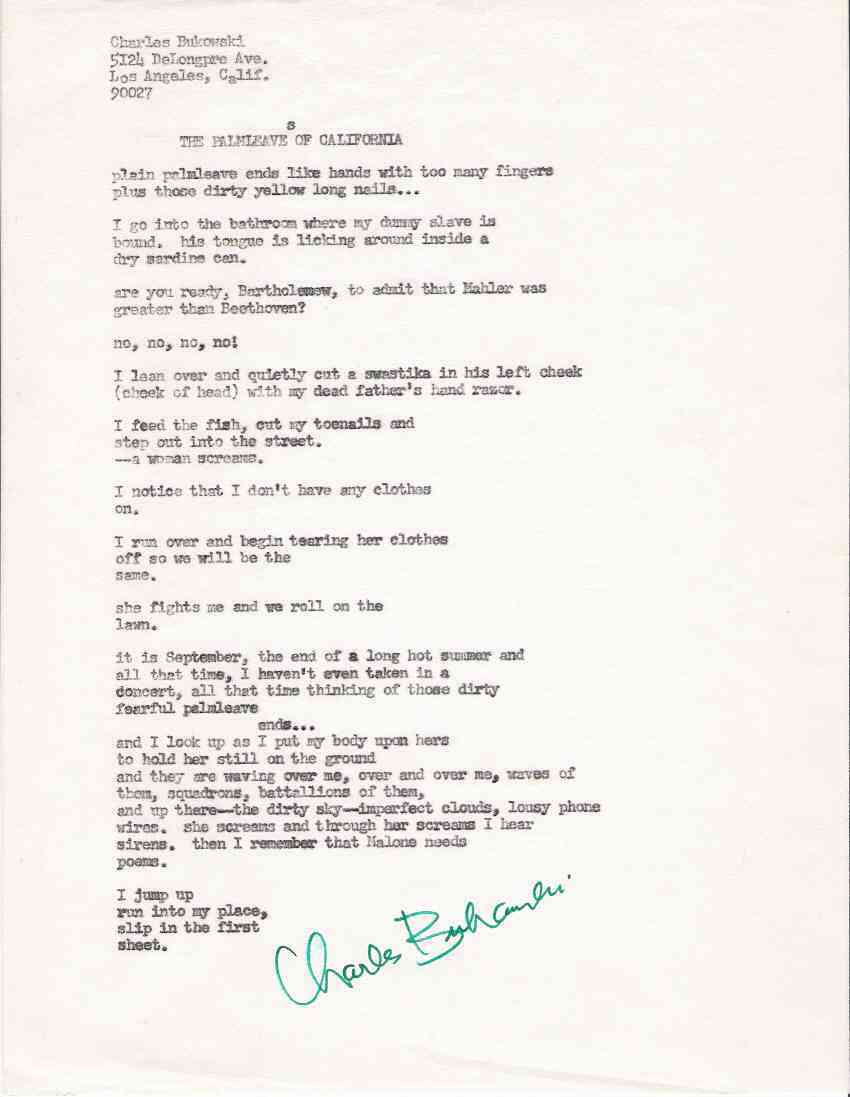 Charles Bukowski
5124 DeLongpre Ave.
Los Angeles, Calif.
90027
s
THE PALMLEAVE OF CALIFORNIA
plain palmleave ends like hands with too many fingers
plus those dirty yellow long nails...
I go into the bathroom where my dummy slave is
bound. his tongue is licking around inside a
dry sardine can.
are you ready, Bartholemew, to admit that Mahler was
greater than Beethoven?
no, no, no, no!
I lean over and quietly cut a swastika in his left cheek
(cheek of head) with my dead father's hand razor.
I feed the fish, cut my toenails and
step out into the street.
--a woman screams.
I notice that I don't have any clothes
on.
I run over and begin tearing her clothes
off so we will be the
same.
she fights me and we roll on the
lawn.
it is September, the end of a long hot summer and
all that time, I haven't even taken in a
doncert, all that time thinking of those dirty
fearful palmleave
ends...
and I look up as I put my body upon hers
to hold her still on the ground
and they are waving over me, over and over me, waves of
them, squadrons, battallions of them,
and up there--the dirty sky--imperfect clouds, lousy phone
wires. she screams and through her screams I hear
sirens. then I remember that Malone needs
poems.
I jump up
run into my place,
slip in the first
sheet.
Charles Bukowski